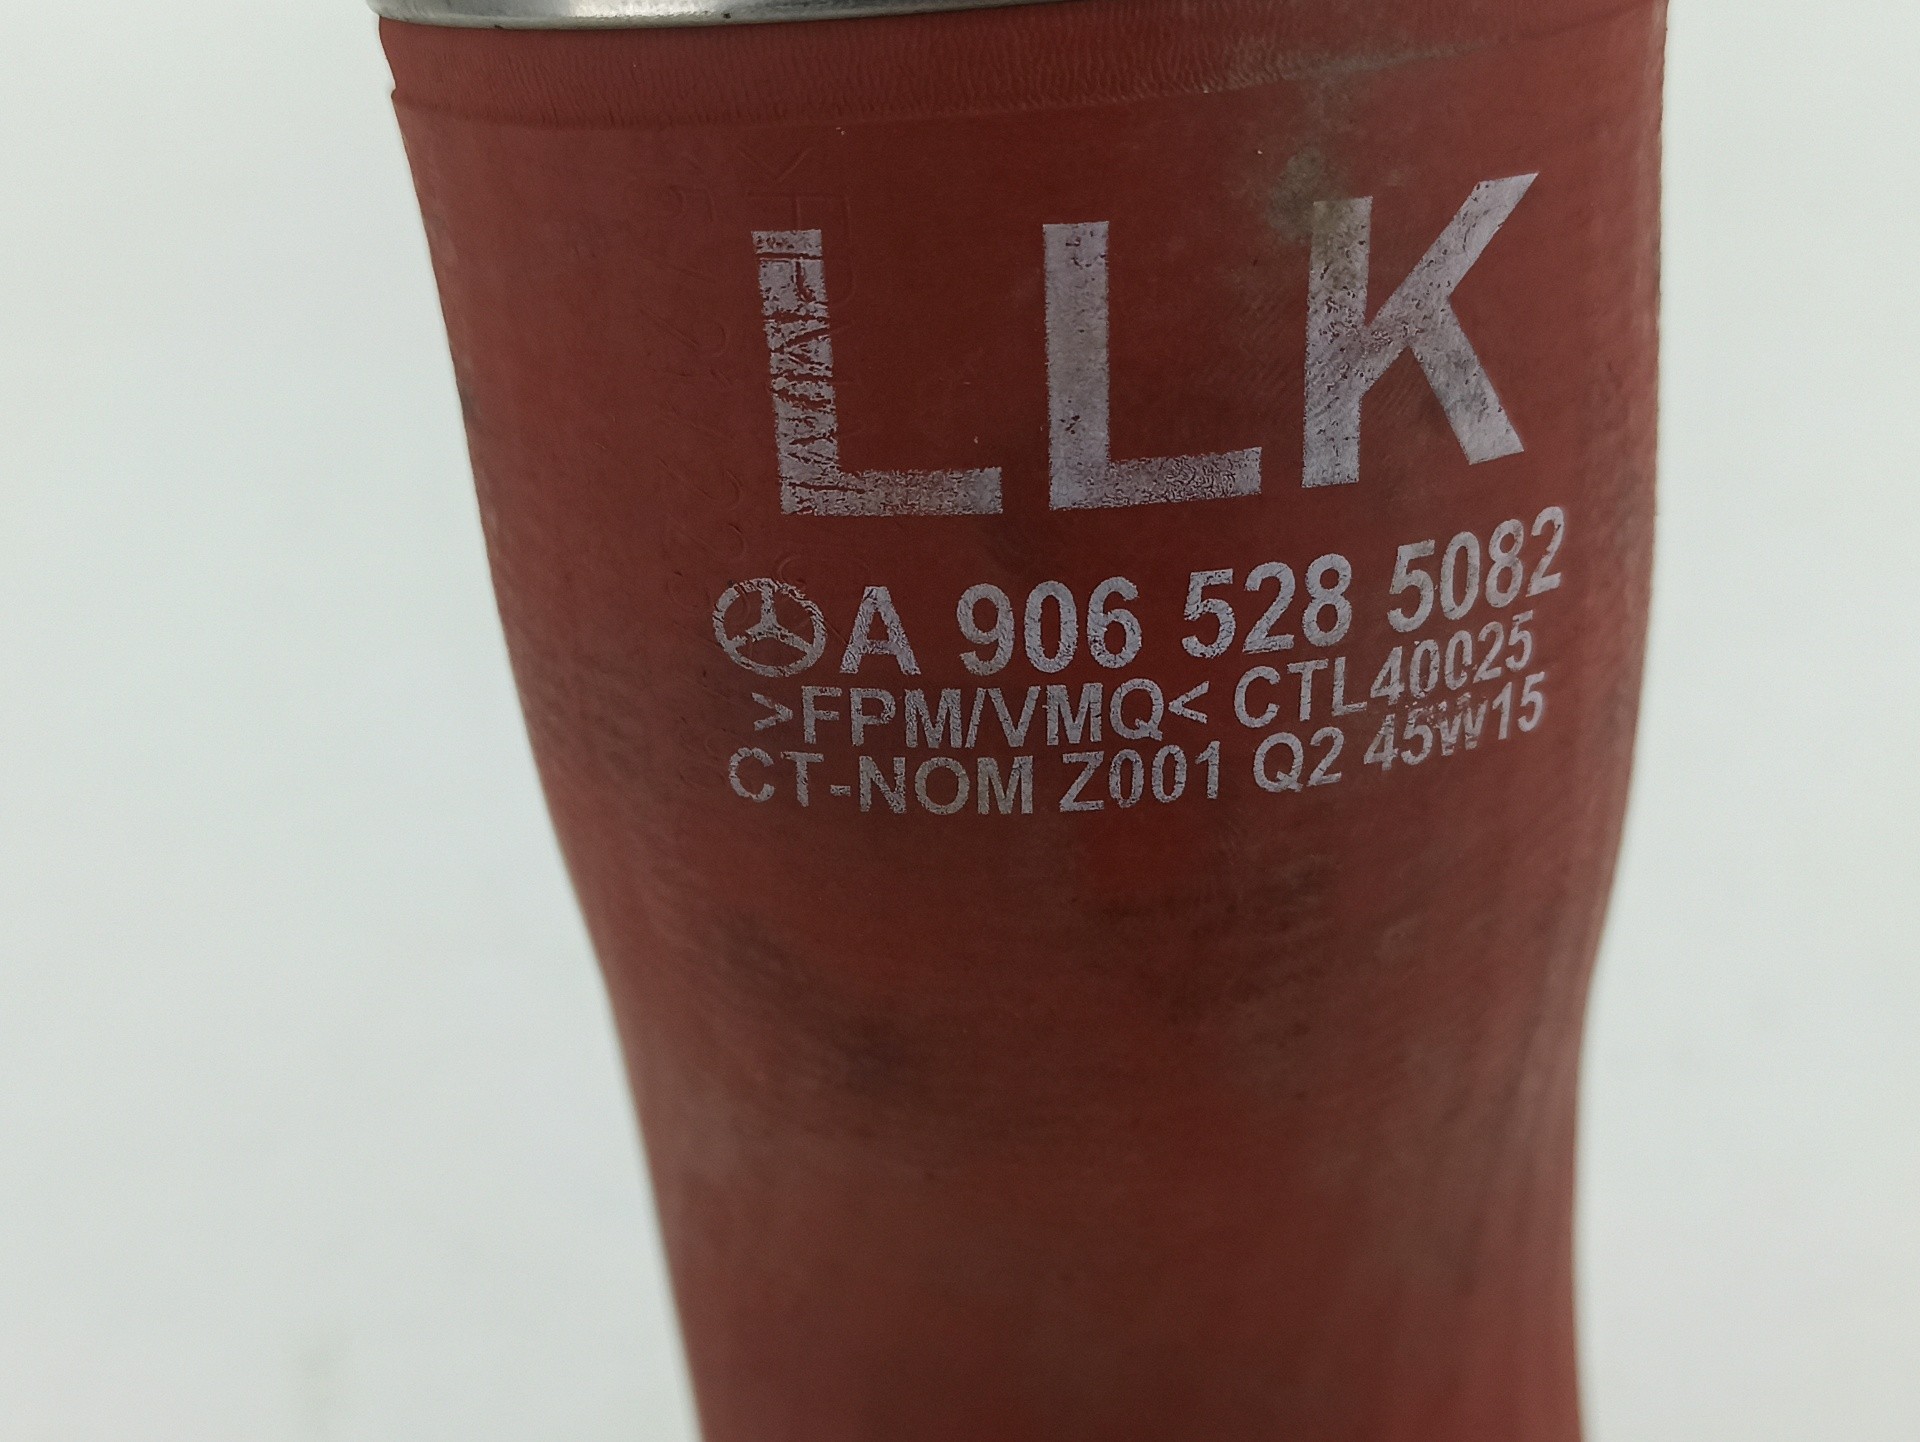 LLK
A 906 528 5082
>FPM/VMQ< CTL40025
CT-NOM Z001 Q2 45W15